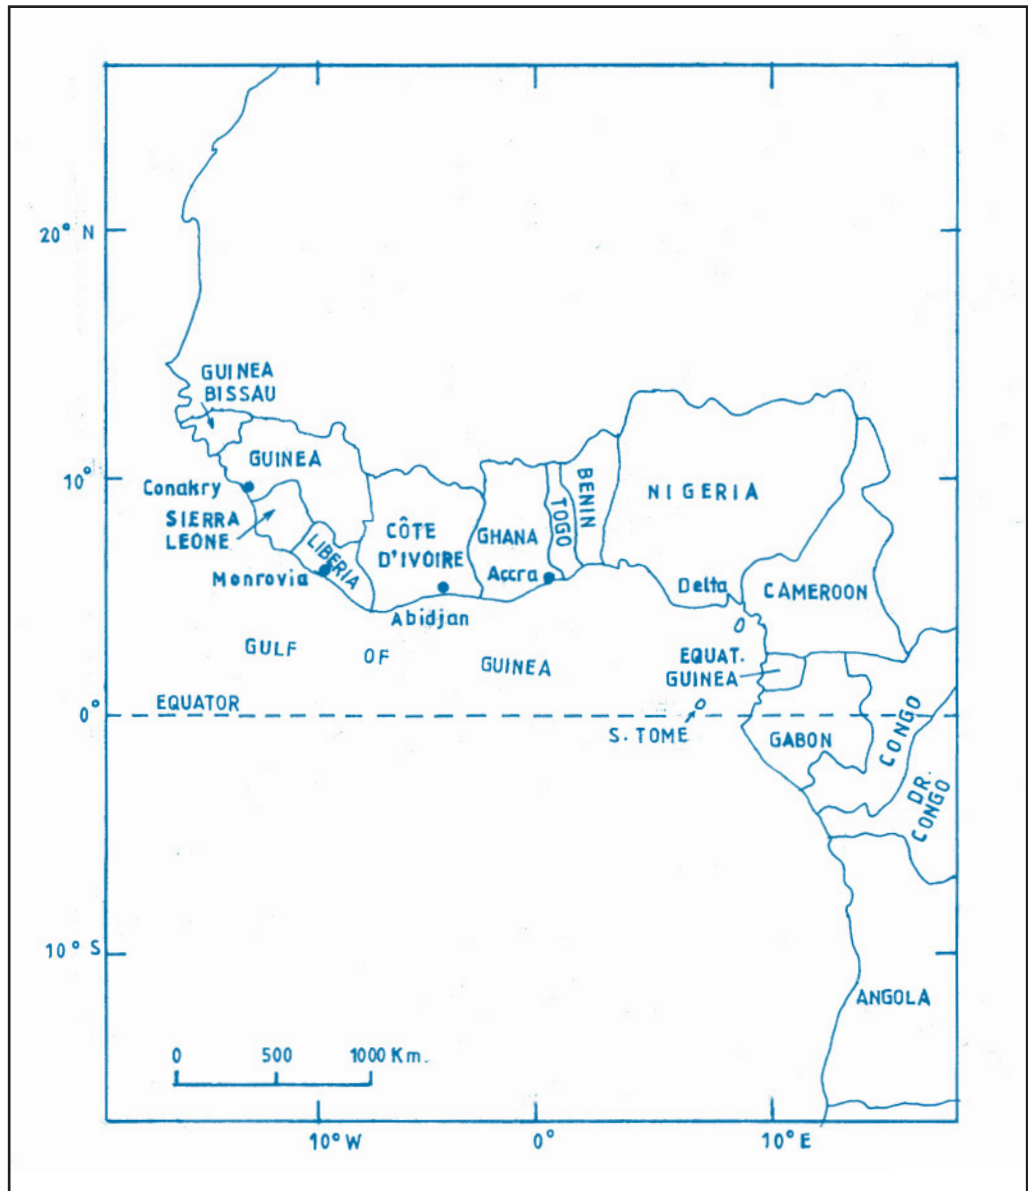 20° N
GUINEA
BISSAU
GUINEA
10°
Conakry
SIERRA
LEONE
LIBERIA
Monrovia
CÔTE
D'IVOIRE
Abidjan
GHANA
Accra
TOGO
BENIN
NIGERIA
Delta
CAMEROON
GULF OF GUINEA
EQUAT.
GUINEA
EQUATOR
0°
S. TOME
GABON
CONGO
DR.
CONGO
10° S
ANGOLA
0 500 1000 Km.
10° W 0° 10° E